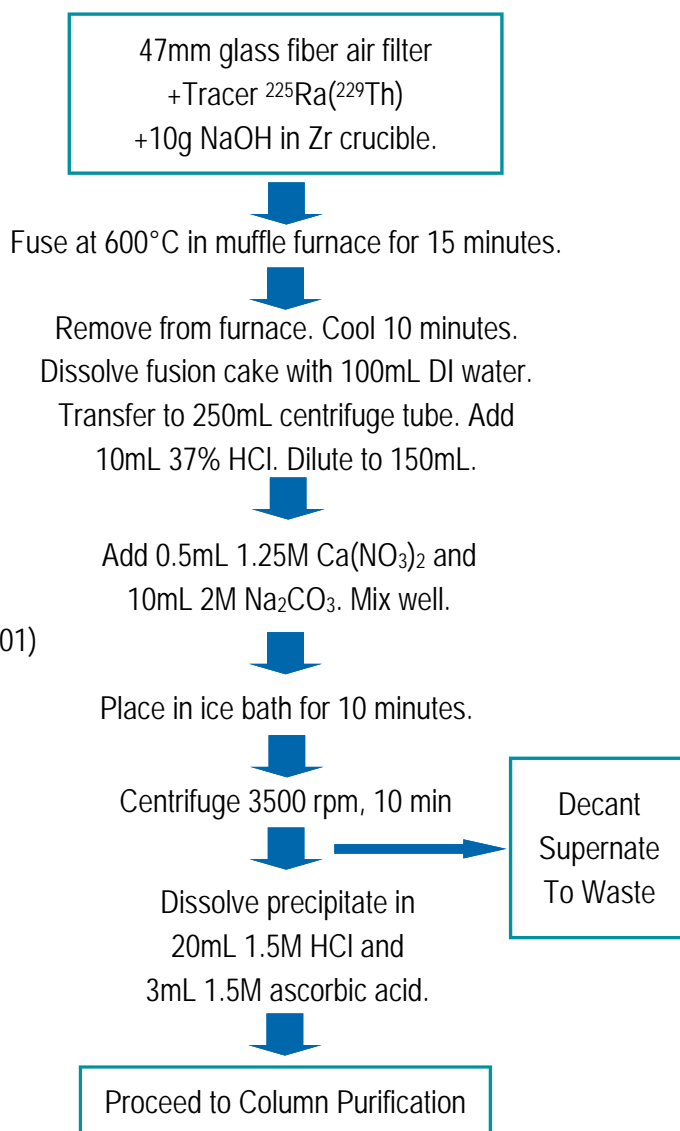 47mm glass fiber air filter
+Tracer ²²⁵Ra(²²⁹Th)
+10g NaOH in Zr crucible.
Fuse at 600°C in muffle furnace for 15 minutes.
Remove from furnace. Cool 10 minutes.
Dissolve fusion cake with 100mL DI water.
Transfer to 250mL centrifuge tube. Add
10mL 37% HCl. Dilute to 150mL.
Add 0.5mL 1.25M Ca(NO₃)₂ and
10mL 2M Na₂CO₃. Mix well.
01)
Place in ice bath for 10 minutes.
Centrifuge 3500 rpm, 10 min
Decant
Supernate
To Waste
Dissolve precipitate in
20mL 1.5M HCl and
3mL 1.5M ascorbic acid.
Proceed to Column Purification